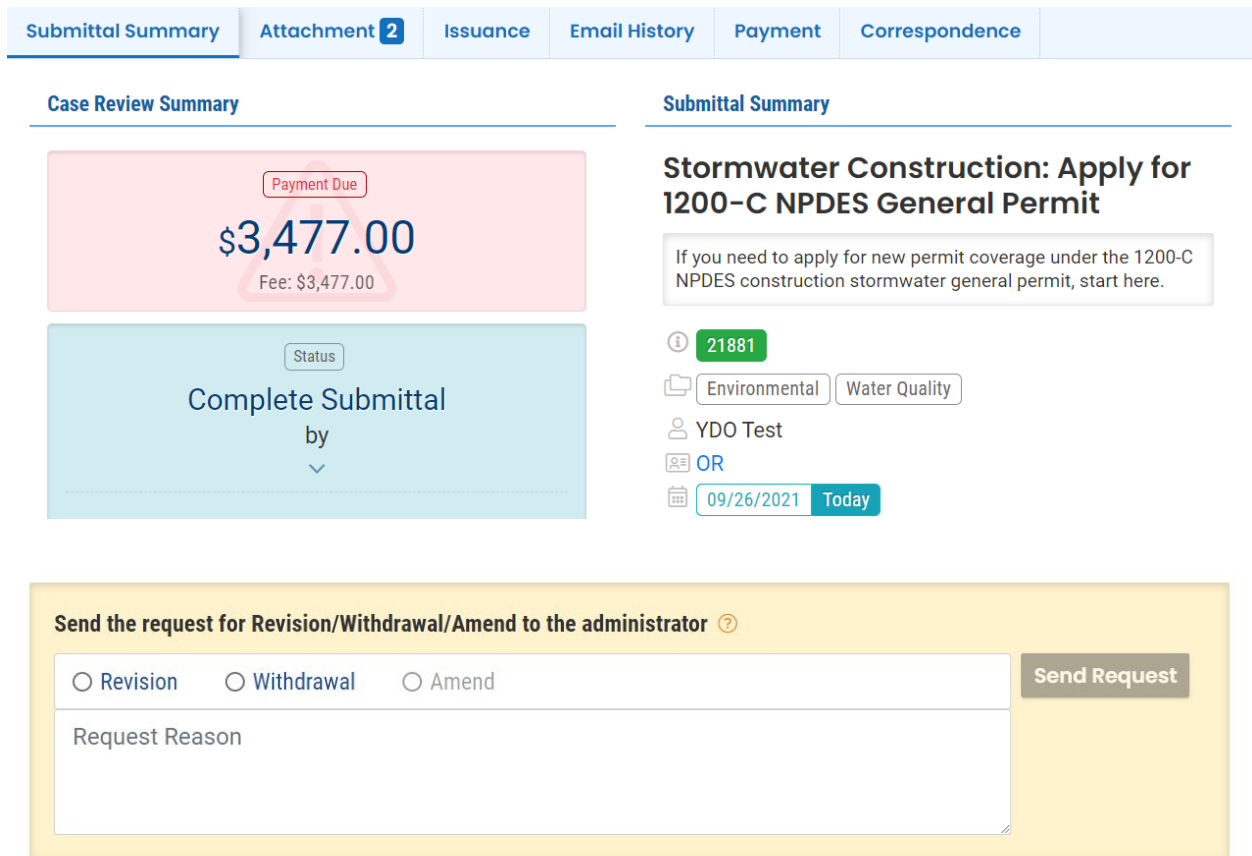 Submittal Summary Attachment 2 Issuance Email History Payment Correspondence
Case Review Summary
Payment Due
$3,477.00
Fee: $3,477.00
Status
Complete Submittal
by
Submittal Summary
Stormwater Construction: Apply for
1200-C NPDES General Permit
If you need to apply for new permit coverage under the 1200-C
NPDES construction stormwater general permit, start here.
21881
Environmental Water Quality
YDO Test
OR
09/26/2021 Today
Send the request for Revision/Withdrawal/Amend to the administrator ?
Revision Withdrawal Amend
Send Request
Request Reason